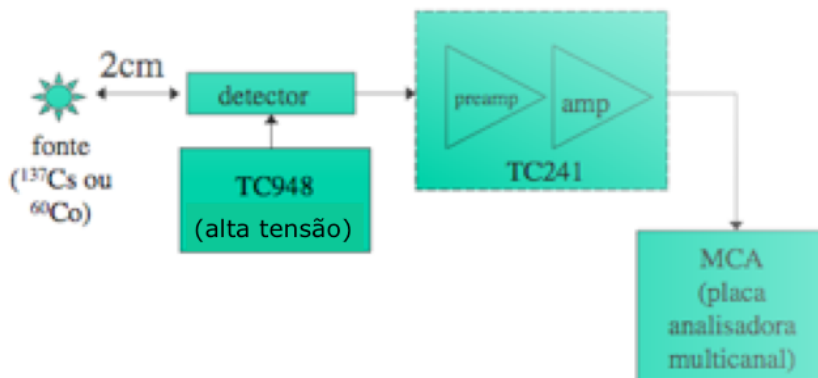 2cm
fonte
(¹³⁷Cs ou
⁶⁰Co)
detector
TC948
(alta tensão)
preamp
amp
TC241
MCA
(placa
analisadora
multicanal)